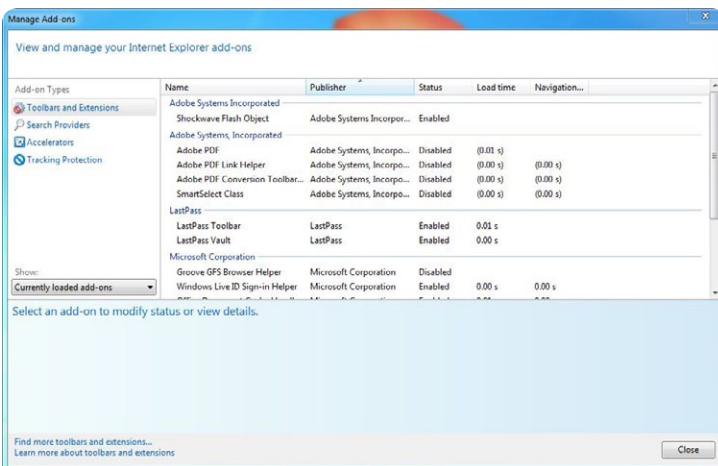 Manage Add-ons
x
View and manage your Internet Explorer add-ons
Add-on Types
Toolbars and Extensions
Search Providers
Accelerators
Tracking Protection
Show:
Currently loaded add-ons
Name Publisher Status Load time Navigation...
Adobe Systems Incorporated
Shockwave Flash Object Adobe Systems Incorpor... Enabled
Adobe Systems, Incorporated
Adobe PDF Adobe Systems, Incorpo... Disabled (0.01 s)
Adobe PDF Link Helper Adobe Systems, Incorpo... Disabled (0.00 s) (0.00 s)
Adobe PDF Conversion Toolbar... Adobe Systems, Incorpo... Disabled (0.00 s) (0.00 s)
SmartSelect Class Adobe Systems, Incorpo... Disabled (0.00 s) (0.00 s)
LastPass
LastPass Toolbar LastPass Enabled 0.01 s
LastPass Vault LastPass Enabled 0.00 s
Microsoft Corporation
Groove GFS Browser Helper Microsoft Corporation Disabled
Windows Live ID Sign-in Helper Microsoft Corporation Enabled 0.00 s 0.00 s
Select an add-on to modify status or view details.
Find more toolbars and extensions...
Learn more about toolbars and extensions
Close